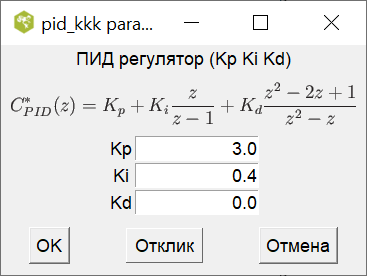 pid_kkk para...
ПИД регулятор (Kp Ki Kd)
C*PID(z) = Kp + Ki z/(z − 1) + Kd (z² − 2z + 1)/(z² − z)
Kp 3.0
Ki 0.4
Kd 0.0
OK Отклик Отмена